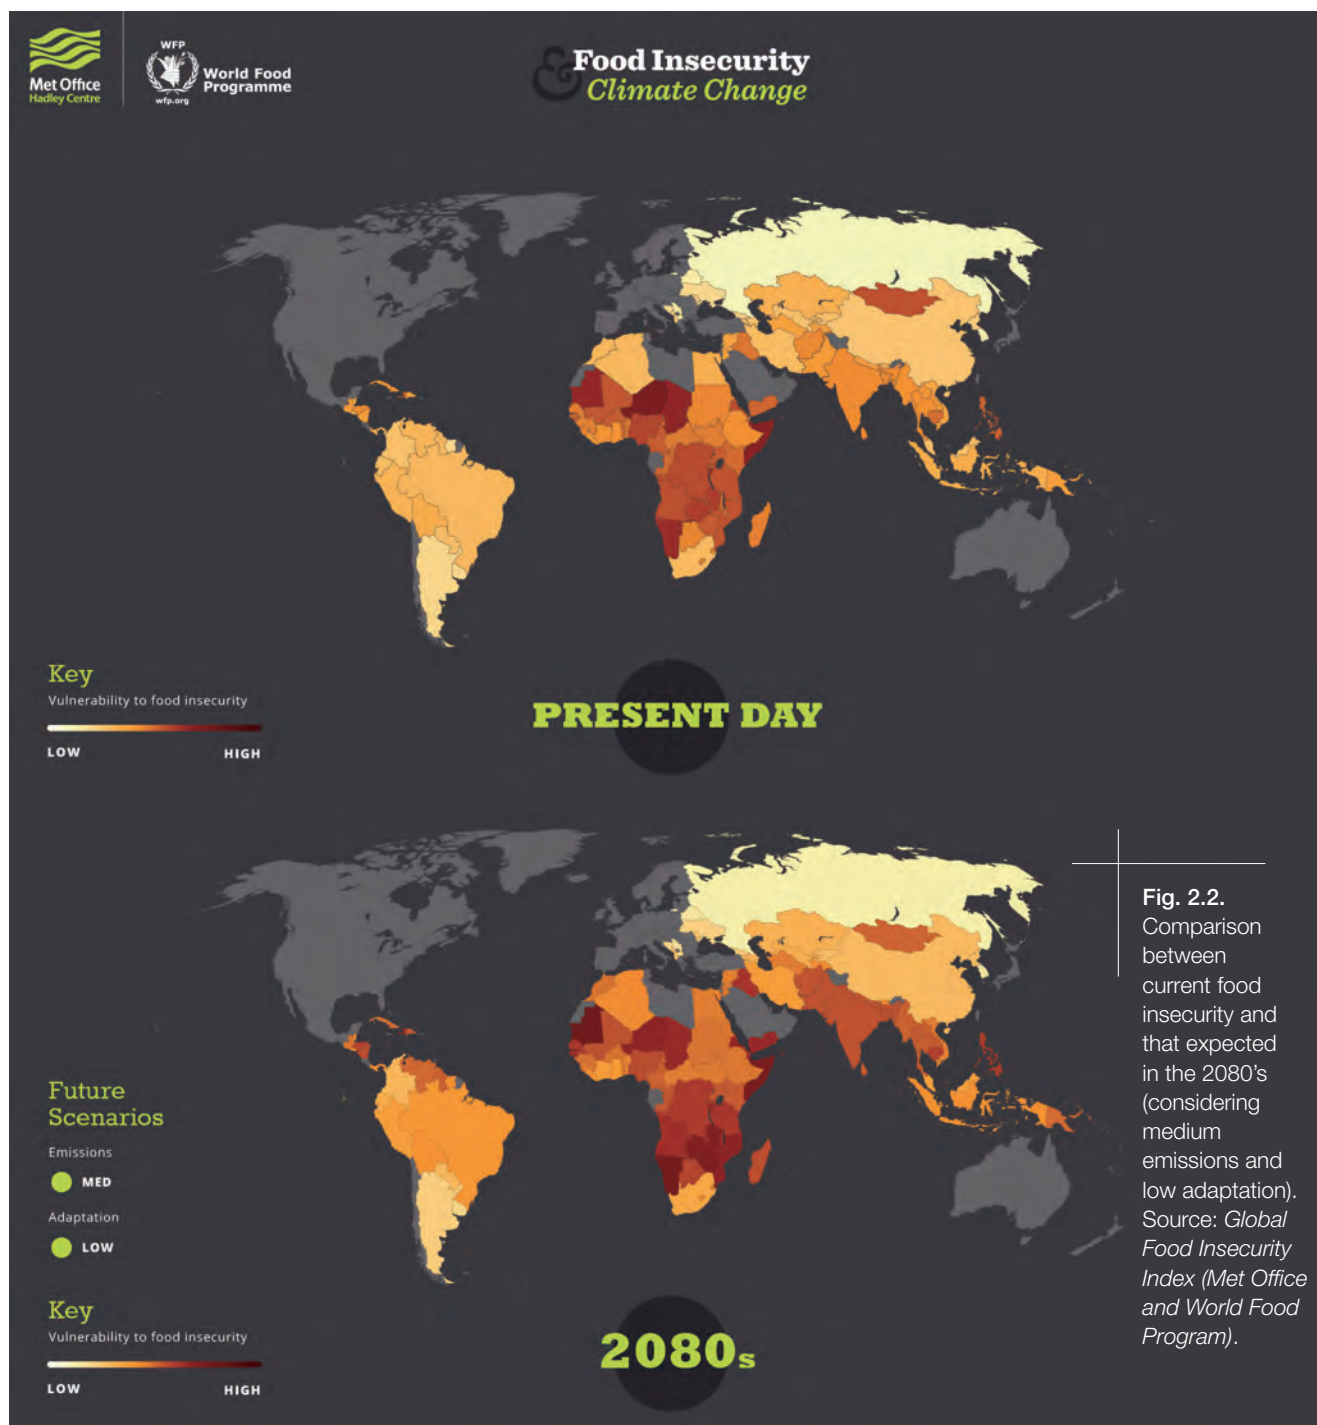 Met Office
Hadley Centre
WFP
wfp.org
World Food
Programme
&
Food Insecurity
Climate Change
Key
Vulnerability to food insecurity
LOW HIGH
PRESENT DAY
Fig. 2.2.
Comparison
between
current food
insecurity and
that expected
in the 2080's
(considering
medium
emissions and
low adaptation).
Source: Global
Food Insecurity
Index (Met Office
and World Food
Program).
Future
Scenarios
Emissions
MED
Adaptation
LOW
Key
Vulnerability to food insecurity
LOW HIGH
2080s